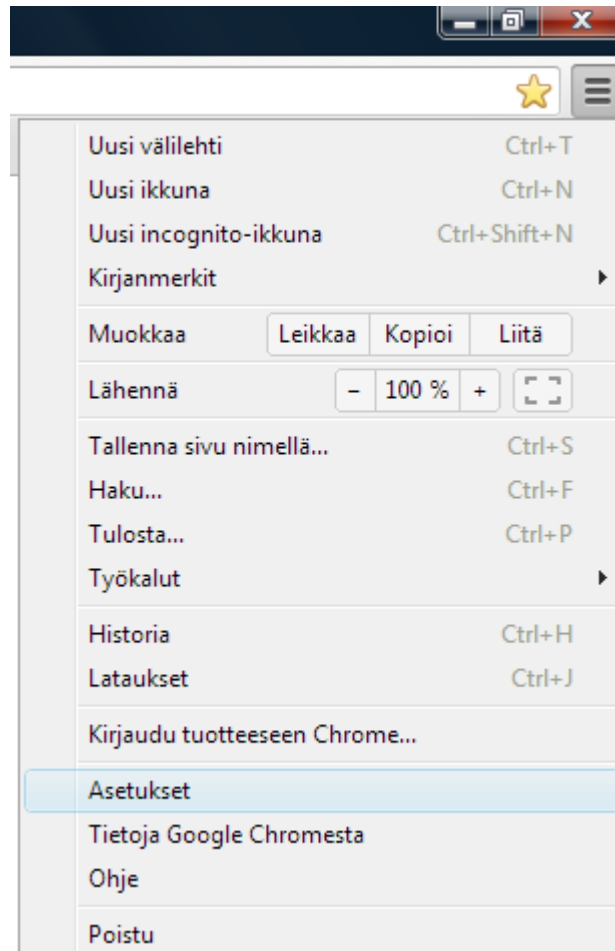 Uusi välilehti Ctrl+T
Uusi ikkuna Ctrl+N
Uusi incognito-ikkuna Ctrl+Shift+N
Kirjanmerkit
Muokkaa Leikkaa Kopioi Liitä
Lähennä − 100 % +
Tallenna sivu nimellä... Ctrl+S
Haku... Ctrl+F
Tulosta... Ctrl+P
Työkalut
Historia Ctrl+H
Lataukset Ctrl+J
Kirjaudu tuotteeseen Chrome...
Asetukset
Tietoja Google Chromesta
Ohje
Poistu